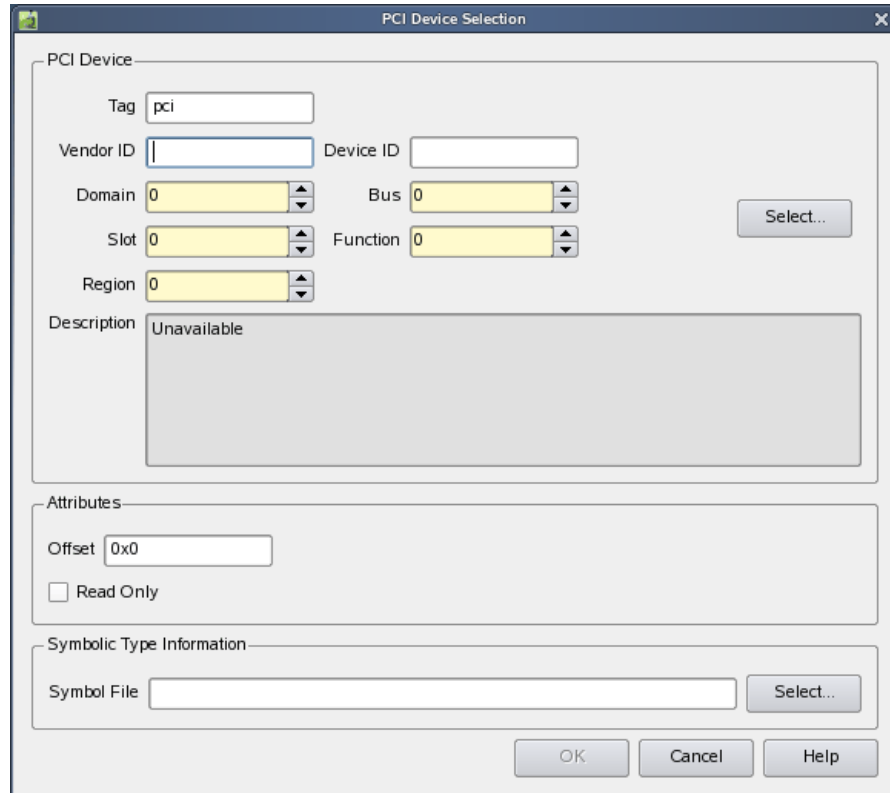 PCI Device Selection
PCI Device
Tag pci
Vendor ID Device ID
Domain 0 Bus 0
Select...
Slot 0 Function 0
Region 0
Description Unavailable
Attributes
Offset 0x0
Read Only
Symbolic Type Information
Symbol File Select...
OK Cancel Help